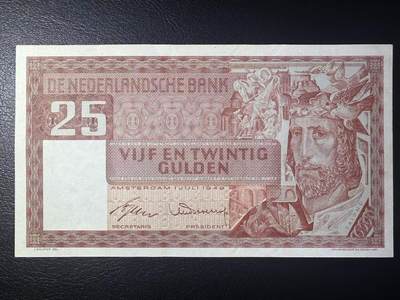 DE NEDERLANDSCHE BANK
25
VIJF EN TWINTIG
GULDEN
AMSTERDAM 1 JULI 1949
SECRETARIS PRESIDENT